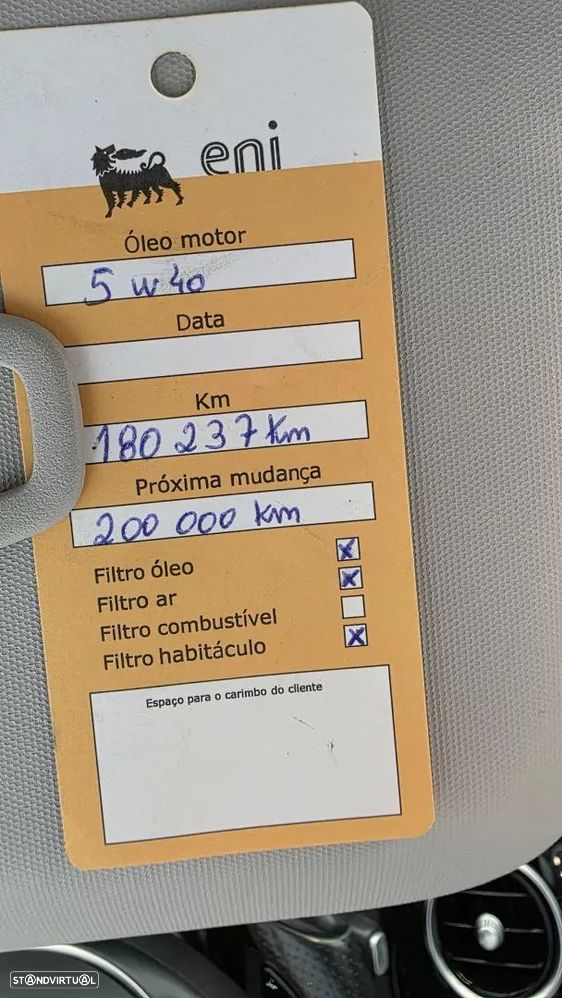 eni
Óleo motor
5 w 40
Data
Km
180 237 Km
Próxima mudança
200 000 km
Filtro óleo
Filtro ar
Filtro combustível
Filtro habitáculo
Espaço para o carimbo do cliente
STANDVIRTUAL